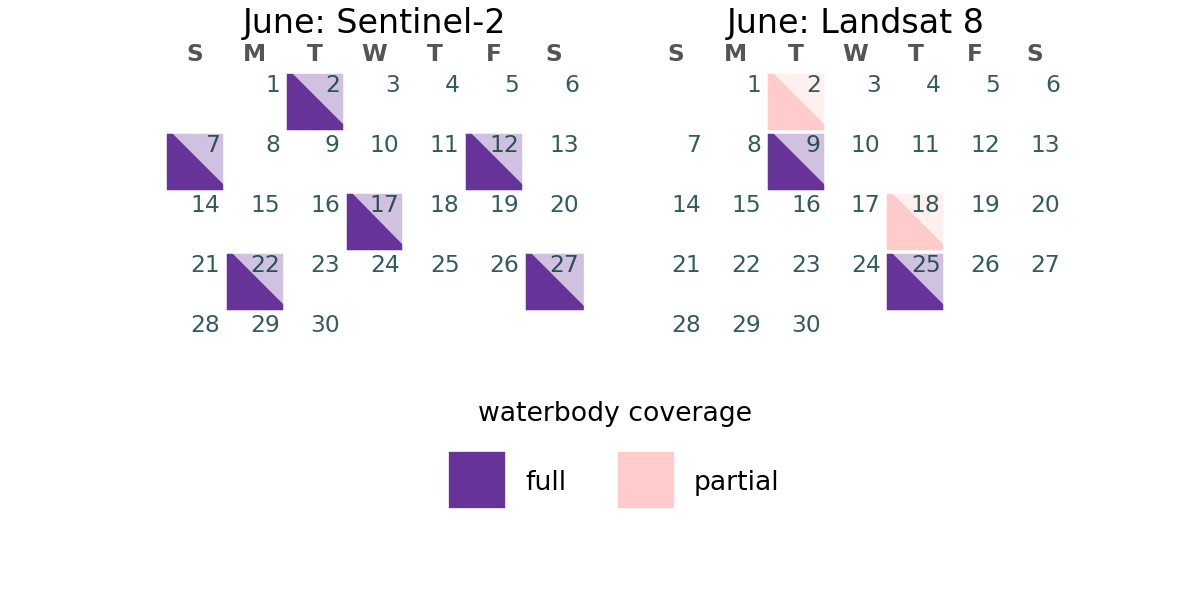 June: Sentinel-2
S M T W T F S
1 2 3 4 5 6
7 8 9 10 11 12 13
14 15 16 17 18 19 20
21 22 23 24 25 26 27
28 29 30
June: Landsat 8
S M T W T F S
1 2 3 4 5 6
7 8 9 10 11 12 13
14 15 16 17 18 19 20
21 22 23 24 25 26 27
28 29 30
waterbody coverage
full partial